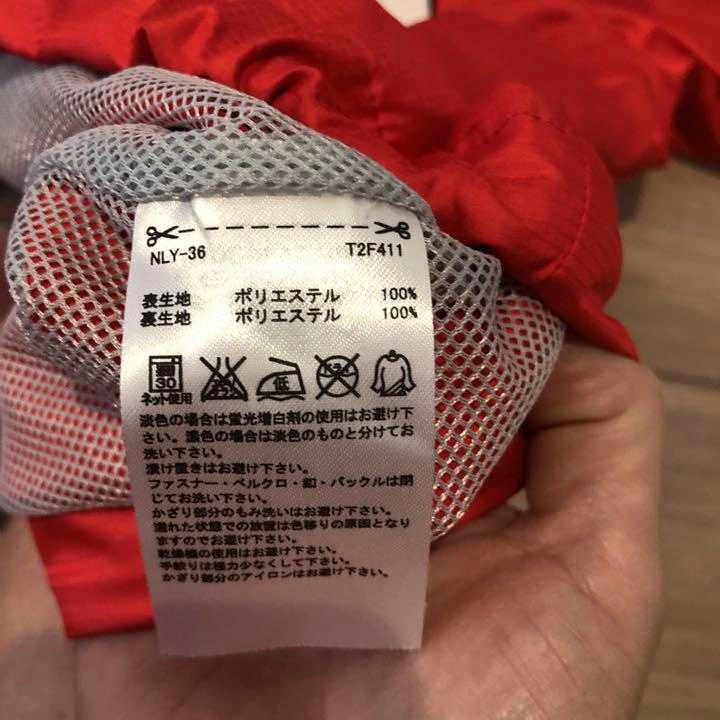 NLY-36 T2F411
表生地 ポリエステル 100%
裏生地 ポリエステル 100%
30 低
ネット使用
淡色の場合は蛍光増白剤の使用はお避け下
さい。濃色の場合は淡色のものと分けてお
洗い下さい。
漬け置きはお避け下さい。
ファスナー・ベルクロ・釦・バックルは閉
じてお洗い下さい。
かざり部分のもみ洗いはお避け下さい。
濡れた状態での放置は色移りの原因となり
ますのでお避け下さい。
乾燥機の使用はお避け下さい。
手絞りは極力少なくして下さい。
かざり部分のアイロンはお避け下さい。